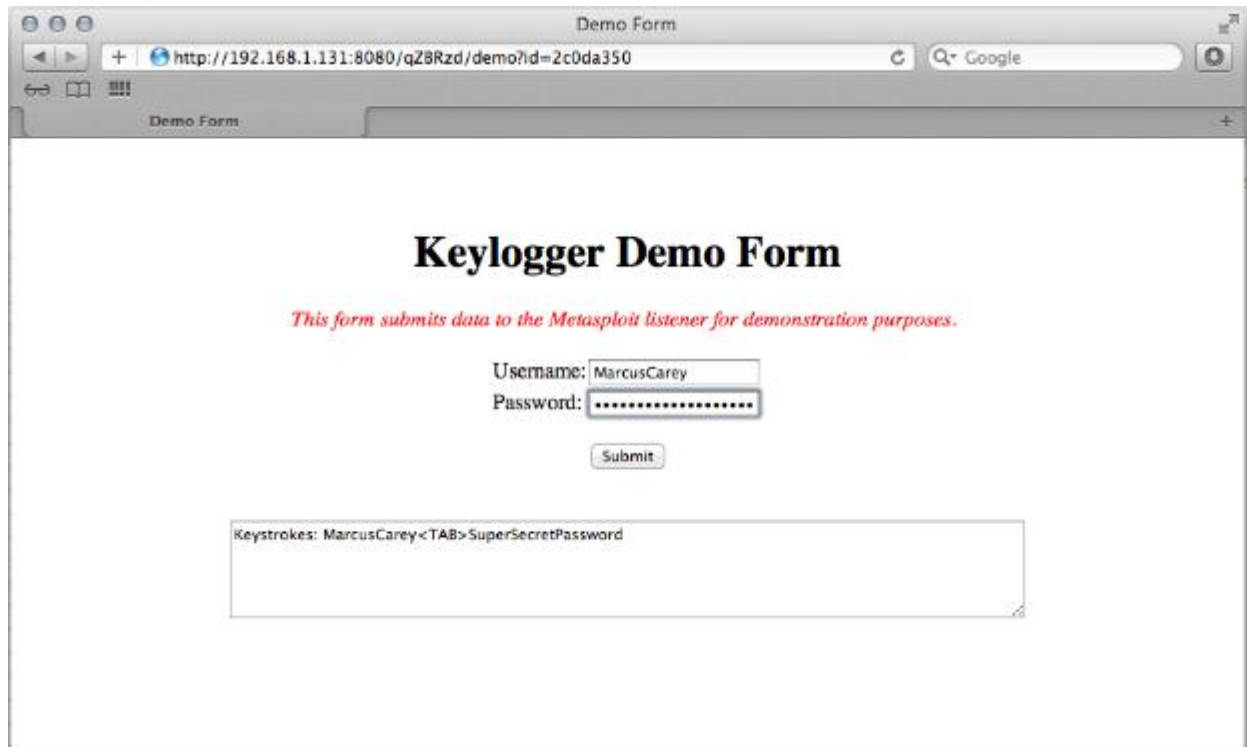 Demo Form
http://192.168.1.131:8080/qZBRzd/demo?id=2c0da350
Google
Demo Form
Keylogger Demo Form
This form submits data to the Metasploit listener for demonstration purposes.
Username: MarcusCarey
Password: •••••••••••••••••••
Submit
Keystrokes: MarcusCarey<TAB>SuperSecretPassword